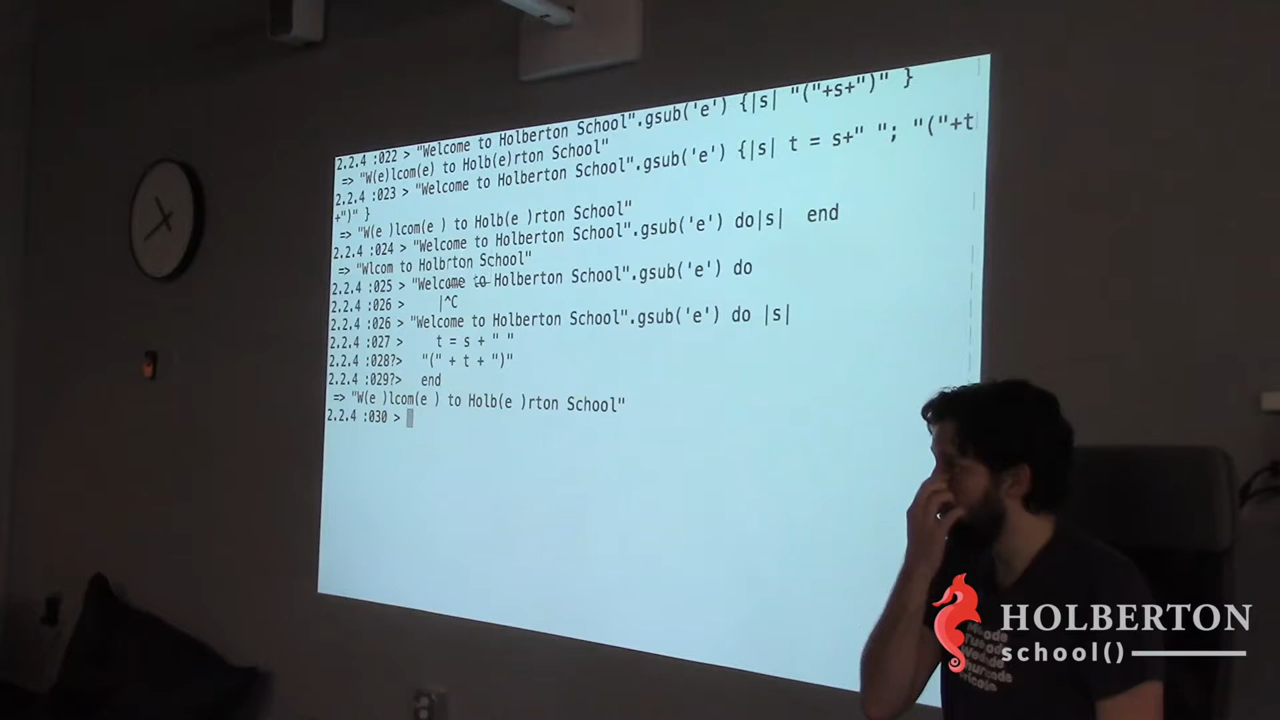 2.2.4 :022 > "Welcome to Holberton School".gsub('e') {|s| "("+s+")" }
=> "W(e)lcom(e) to Holb(e)rton School"
2.2.4 :023 > "Welcome to Holberton School".gsub('e') {|s| t = s+" "; "("+t
+")" }
=> "W(e )lcom(e ) to Holb(e )rton School"
2.2.4 :024 > "Welcome to Holberton School".gsub('e') do|s|  end
=> "Wlcom to Holbrton School"
2.2.4 :025 > "Welcome to Holberton School".gsub('e') do
2.2.4 :026 >     |^C
2.2.4 :026 > "Welcome to Holberton School".gsub('e') do |s|
2.2.4 :027 >     t = s + " "
2.2.4 :028?>   "(" + t + ")"
2.2.4 :029?>   end
=> "W(e )lcom(e ) to Holb(e )rton School"
2.2.4 :030 >
HOLBERTON
school()